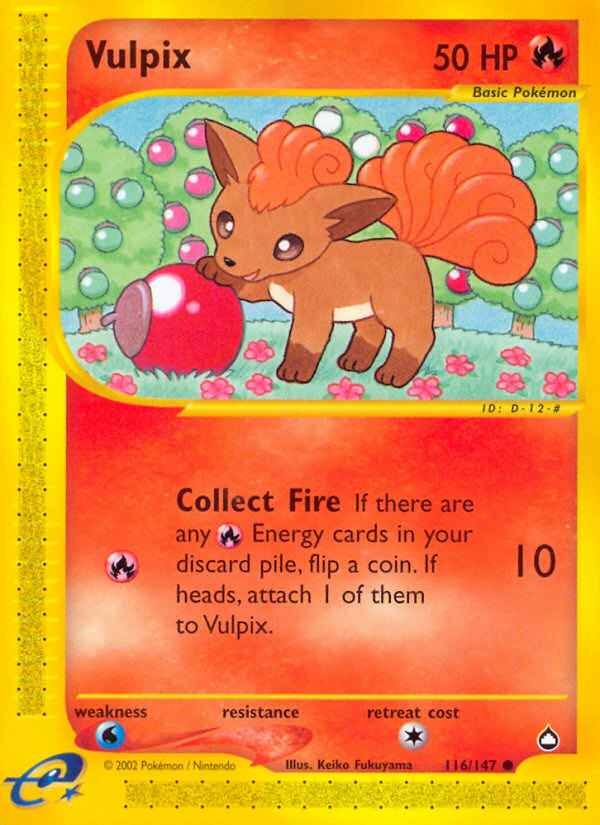 Vulpix
50 HP
Basic Pokémon
ID: D-12-#
Collect Fire If there are
any Energy cards in your
discard pile, flip a coin. If
heads, attach 1 of them
to Vulpix.
10
weakness resistance retreat cost
© 2002 Pokémon / Nintendo Illus. Keiko Fukuyama 116/147
e